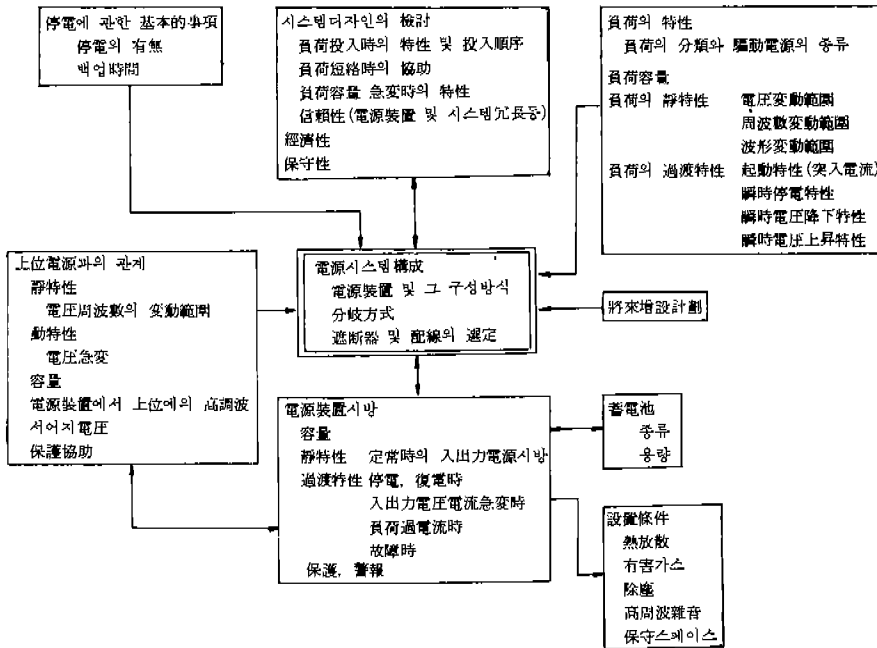 停電에 관한 基本的事項
停電의 有無
백업時間
시스템디자인의 檢討
負荷投入時의 特性 및 投入順序
負荷短絡時의 協助
負荷容量 急変時의 特性
信賴性(電源裝置 및 시스템冗長等)
經濟性
保守性
負荷의 特性
負荷의 分類와 驅動電源의 종류
負荷容量
負荷의 靜特性 電圧変動範圍
周波數変動範圍
波形変動範圍
負荷의 過渡特性 起動特性(突入電流)
瞬時停電特性
瞬時電圧降下特性
瞬時電圧上昇特性
上位電源과의 관계
靜特性
電圧周波數의 変動範圍
動特性
電圧急変
容量
電源裝置에서 上位에의 高調波
서어지電圧
保護協助
電源시스템構成
電源裝置 및 그 구성방식
分岐方式
遮断器 및 配線의 選定
將來增設計劃
電源裝置시방
容量
靜特性 定常時의 入出力電源시방
過渡特性 停電, 復電時
入出力電圧電流急変時
負荷過電流時
故障時
保護, 警報
蓄電池
종류
용량
設置條件
熱放散
有害가스
除塵
高周波雜音
保守스페이스